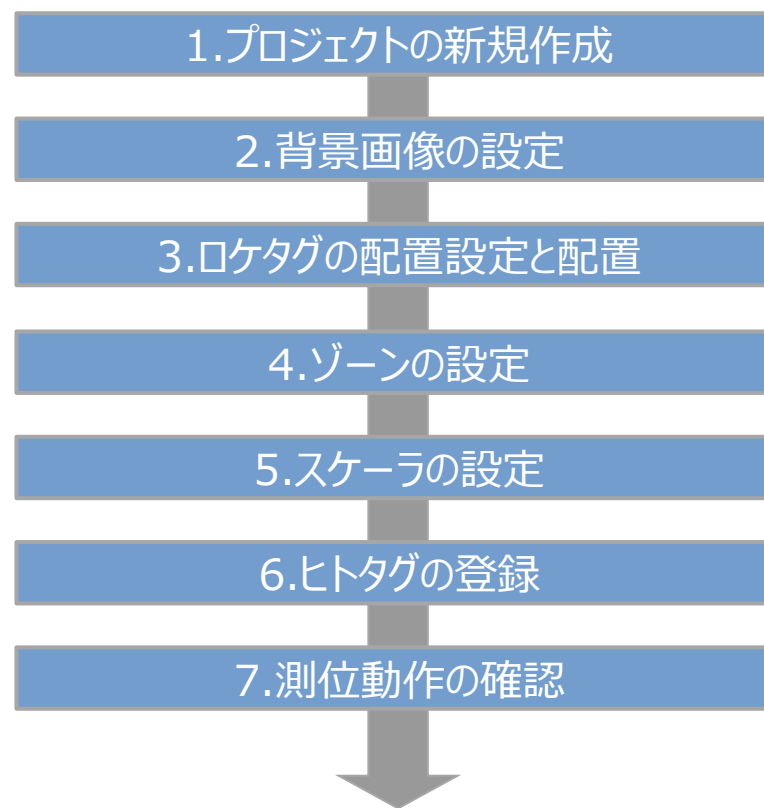 1.プロジェクトの新規作成
2.背景画像の設定
3.ロケタグの配置設定と配置
4.ゾーンの設定
5.スケーラの設定
6.ヒトタグの登録
7.測位動作の確認